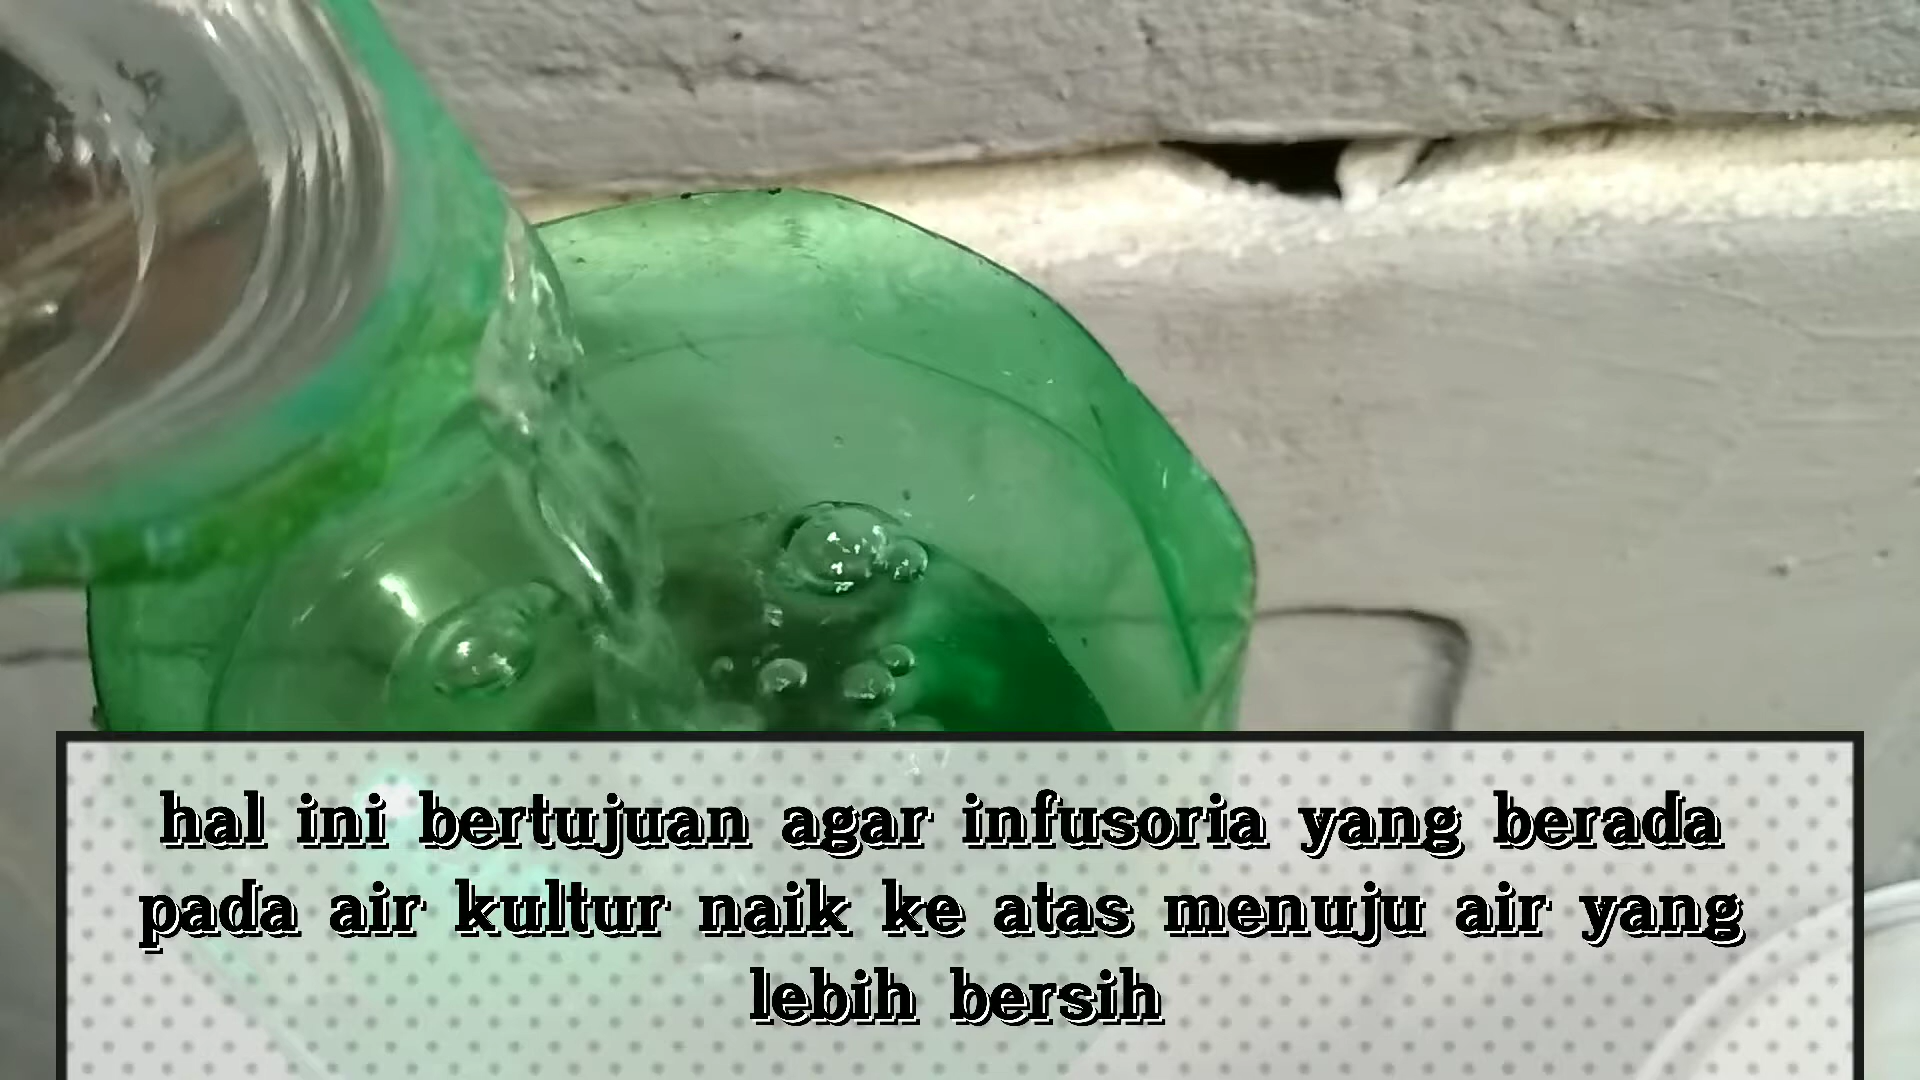 hal ini bertujuan agar infusoria yang berada
pada air kultur naik ke atas menuju air yang
lebih bersih